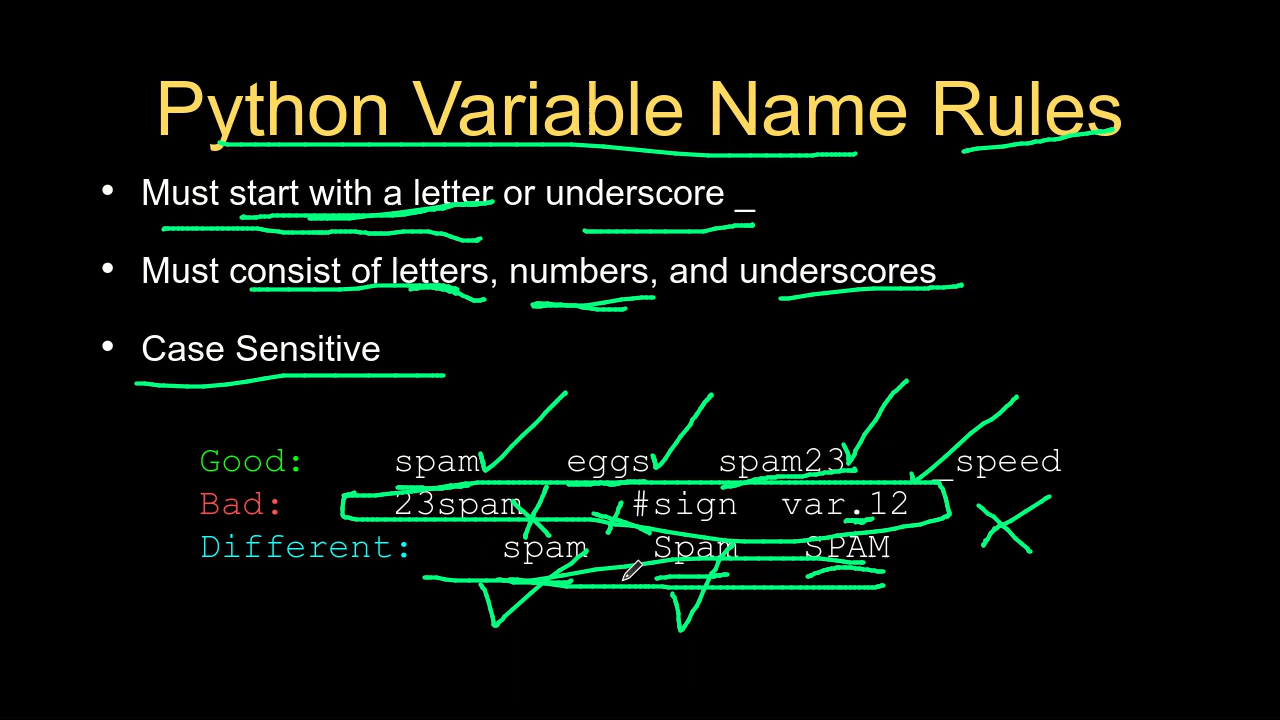 Python Variable Name Rules
• Must start with a letter or underscore _
• Must consist of letters, numbers, and underscores
• Case Sensitive
Good: spam eggs spam23 _speed
Bad: 23spam #sign var.12
Different: spam Spam SPAM